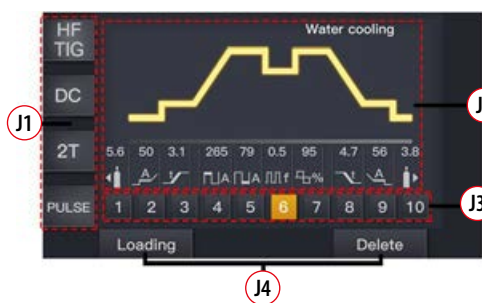 HF TIG
Water cooling
DC
J1
J
2T
5.6 50 3.1 265 79 0.5 95 4.7 56 3.8
A A A f % A
PULSE
1 2 3 4 5 6 7 8 9 10
J3
Loading Delete
J4